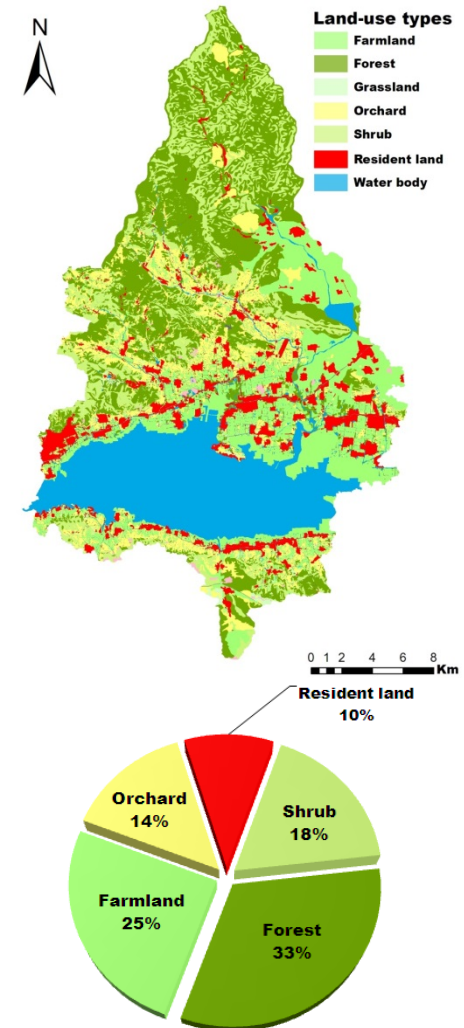 N
Land-use types
Farmland
Forest
Grassland
Orchard
Shrub
Resident land
Water body
0 1 2 4 6 8 Km
Resident land
10%
Orchard
14%
Shrub
18%
Farmland
25%
Forest
33%